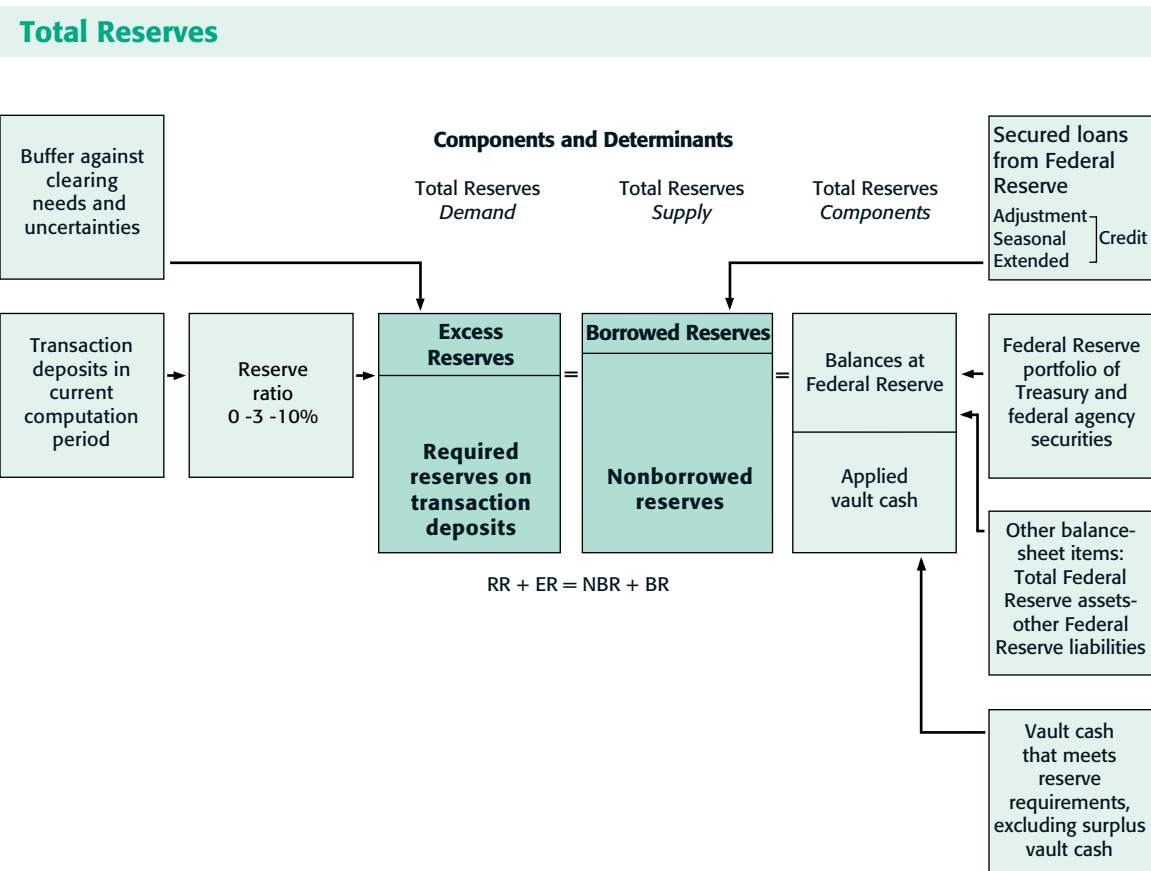 Total Reserves
Components and Determinants
Buffer against
clearing
needs and
uncertainties
Total Reserves
Demand
Total Reserves
Supply
Total Reserves
Components
Secured loans
from Federal
Reserve
Adjustment
Seasonal
Extended
Credit
Transaction
deposits in
current
computation
period
Reserve
ratio
0 -3 -10%
Excess
Reserves
Required
reserves on
transaction
deposits
=
Borrowed Reserves
Nonborrowed
reserves
=
Balances at
Federal Reserve
Applied
vault cash
Federal Reserve
portfolio of
Treasury and
federal agency
securities
RR + ER = NBR + BR
Other balance-
sheet items:
Total Federal
Reserve assets-
other Federal
Reserve liabilities
Vault cash
that meets
reserve
requirements,
excluding surplus
vault cash